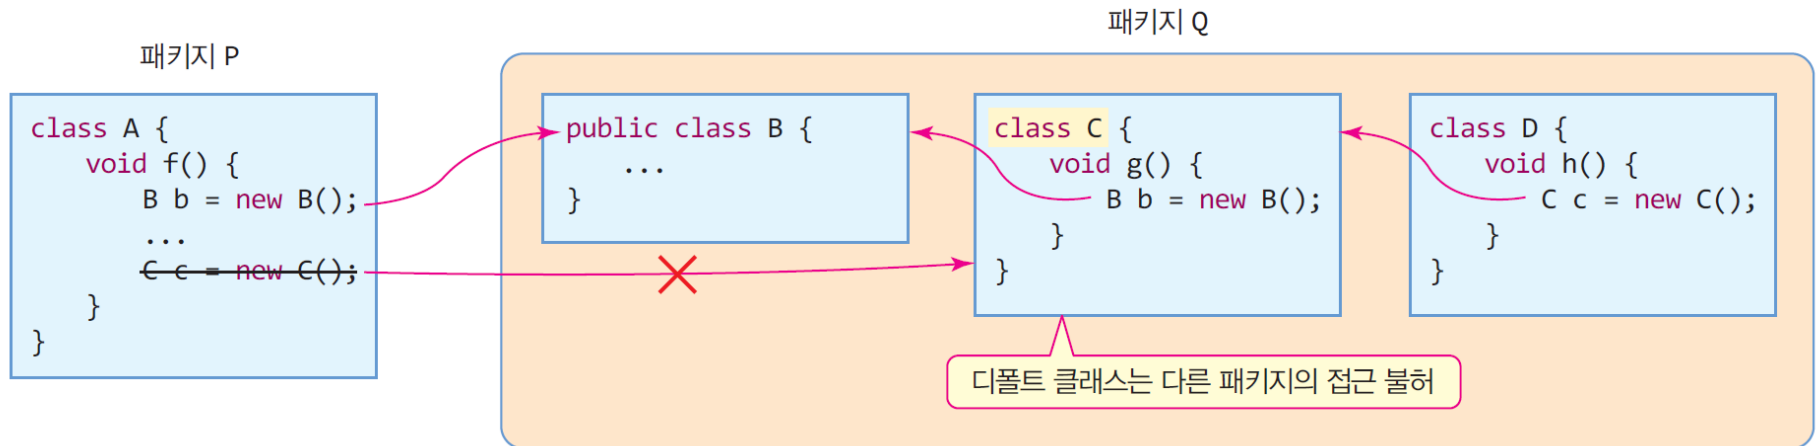 패키지 P
class A {
void f() {
B b = new B();
...
C c = new C();
}
}
패키지 Q
public class B {
...
}
class C {
void g() {
B b = new B();
}
}
class D {
void h() {
C c = new C();
}
}
디폴트 클래스는 다른 패키지의 접근 불허